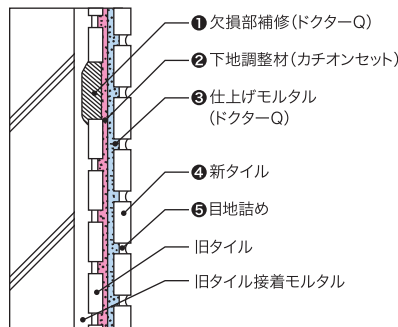 ❶欠損部補修(ドクターQ)
❷下地調整材(カチオンセット)
❸仕上げモルタル
(ドクターQ)
❹新タイル
❺目地詰め
旧タイル
旧タイル接着モルタル